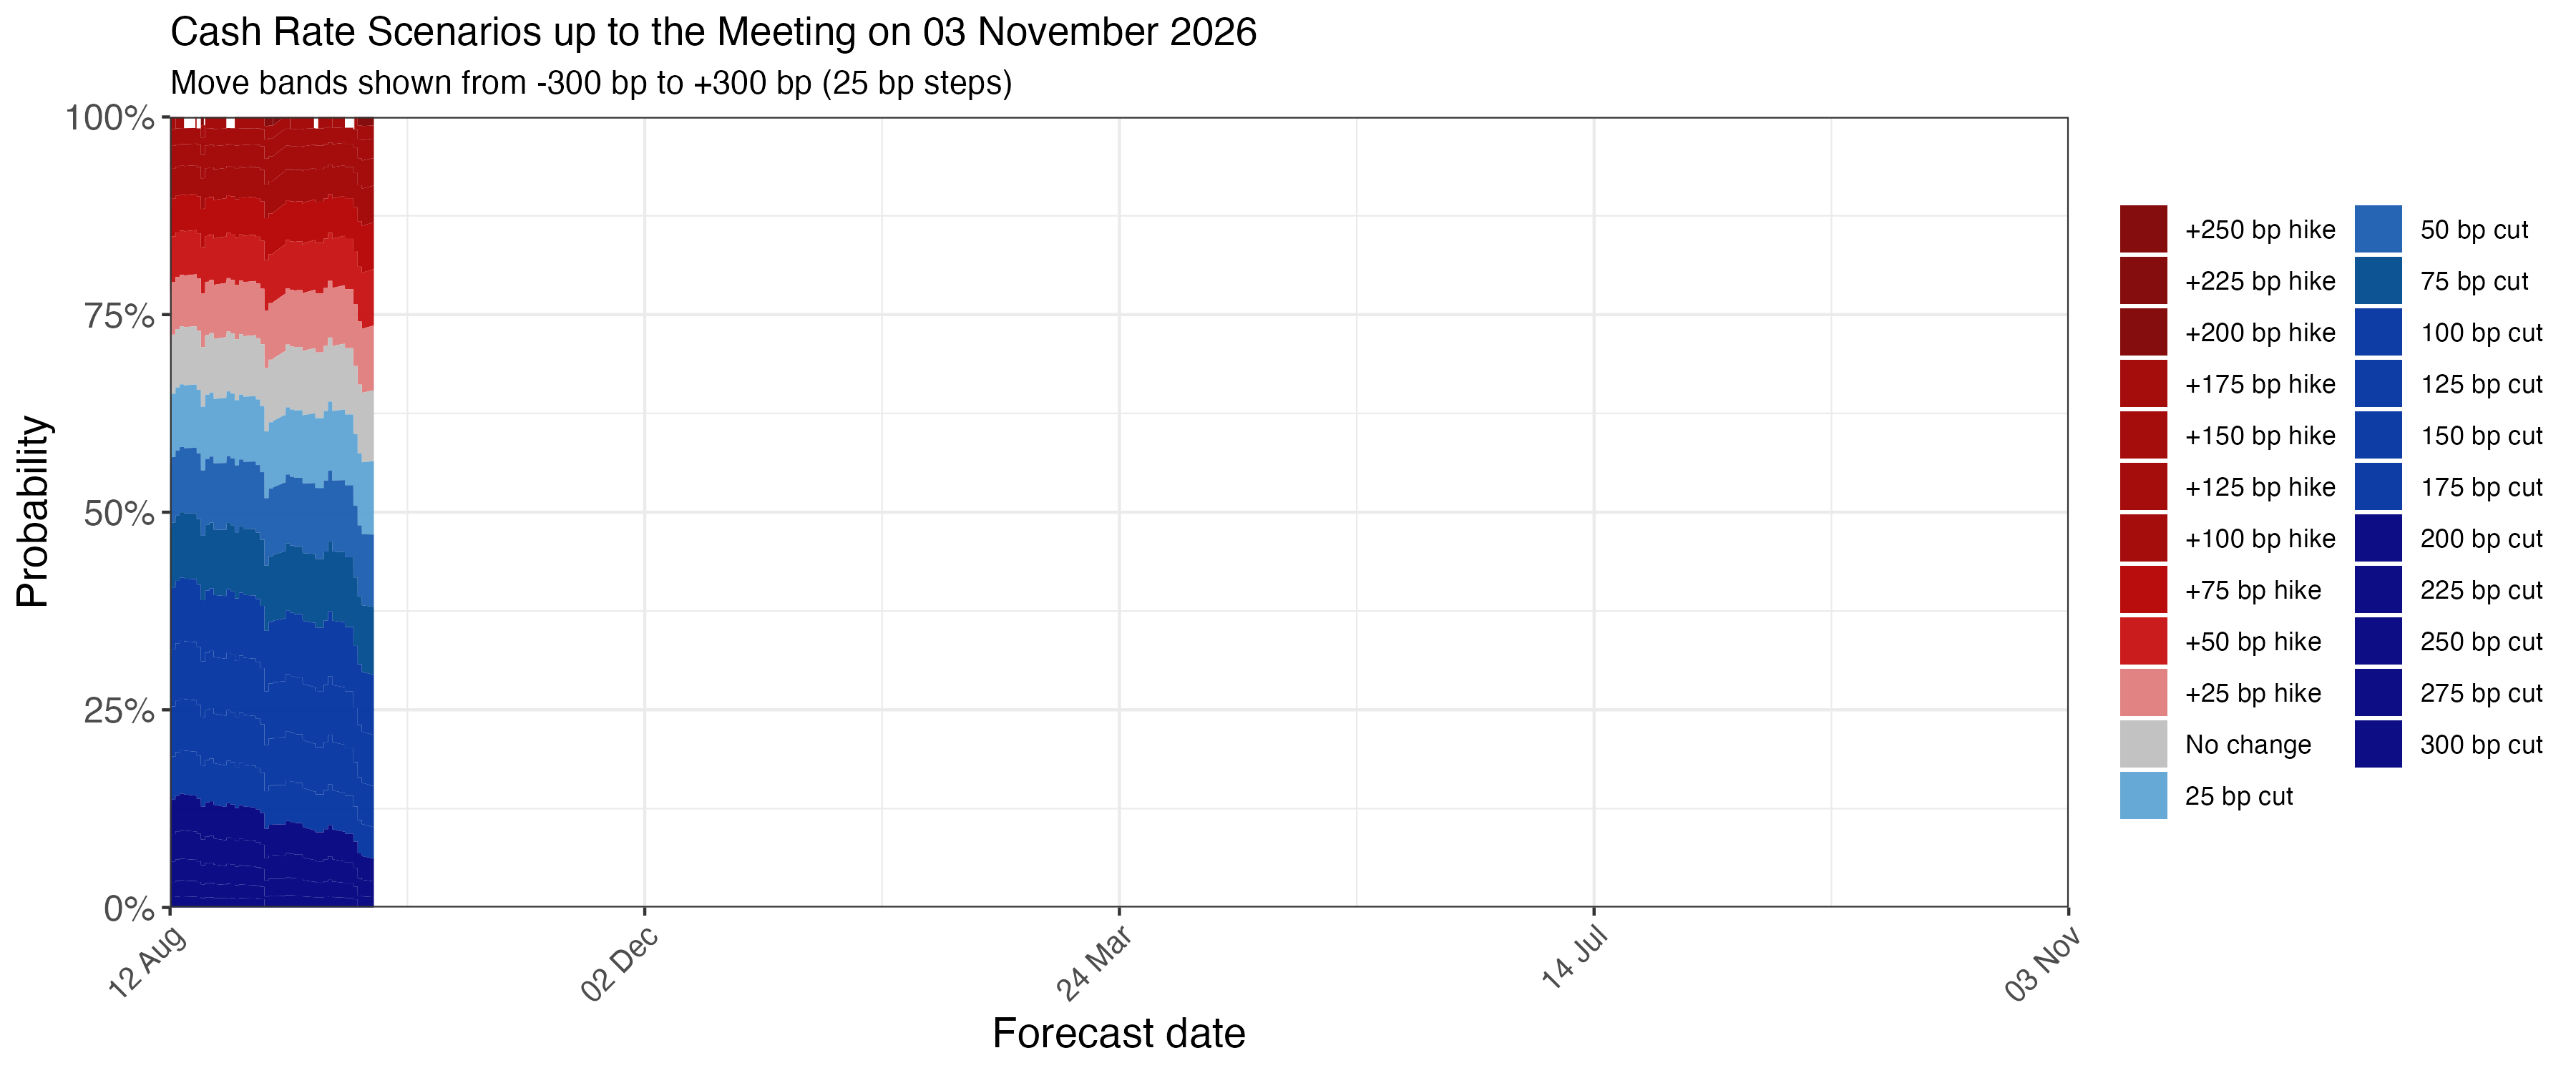 Cash Rate Scenarios up to the Meeting on 03 November 2026
Move bands shown from -300 bp to +300 bp (25 bp steps)
100%
75%
50%
25%
0%
Probability
12 Aug
02 Dec
24 Mar
14 Jul
03 Nov
Forecast date
+250 bp hike
+225 bp hike
+200 bp hike
+175 bp hike
+150 bp hike
+125 bp hike
+100 bp hike
+75 bp hike
+50 bp hike
+25 bp hike
No change
25 bp cut
50 bp cut
75 bp cut
100 bp cut
125 bp cut
150 bp cut
175 bp cut
200 bp cut
225 bp cut
250 bp cut
275 bp cut
300 bp cut